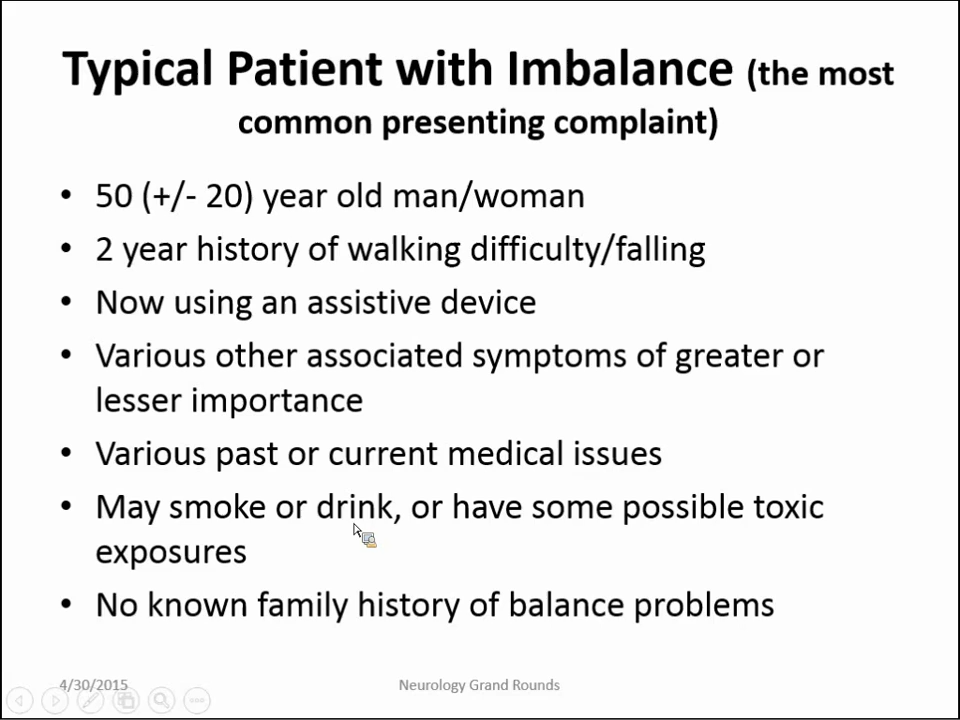 Typical Patient with Imbalance (the most
common presenting complaint)
• 50 (+/- 20) year old man/woman
• 2 year history of walking difficulty/falling
• Now using an assistive device
• Various other associated symptoms of greater or
lesser importance
• Various past or current medical issues
• May smoke or drink, or have some possible toxic
exposures
• No known family history of balance problems
4/30/2015
Neurology Grand Rounds